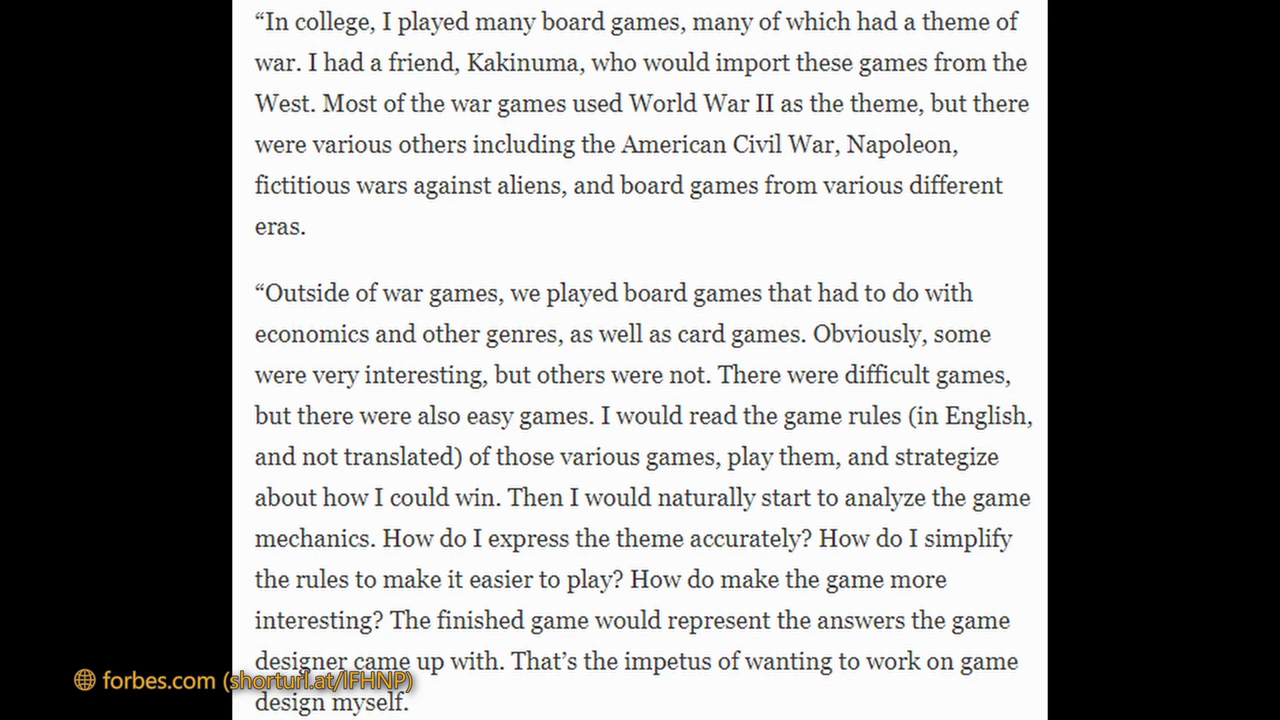 “In college, I played many board games, many of which had a theme of
war. I had a friend, Kakinuma, who would import these games from the
West. Most of the war games used World War II as the theme, but there
were various others including the American Civil War, Napoleon,
fictitious wars against aliens, and board games from various different
eras.
“Outside of war games, we played board games that had to do with
economics and other genres, as well as card games. Obviously, some
were very interesting, but others were not. There were difficult games,
but there were also easy games. I would read the game rules (in English,
and not translated) of those various games, play them, and strategize
about how I could win. Then I would naturally start to analyze the game
mechanics. How do I express the theme accurately? How do I simplify
the rules to make it easier to play? How do make the game more
interesting? The finished game would represent the answers the game
designer came up with. That’s the impetus of wanting to work on game
design myself.
forbes.com (shorturl.at/lFHNP)